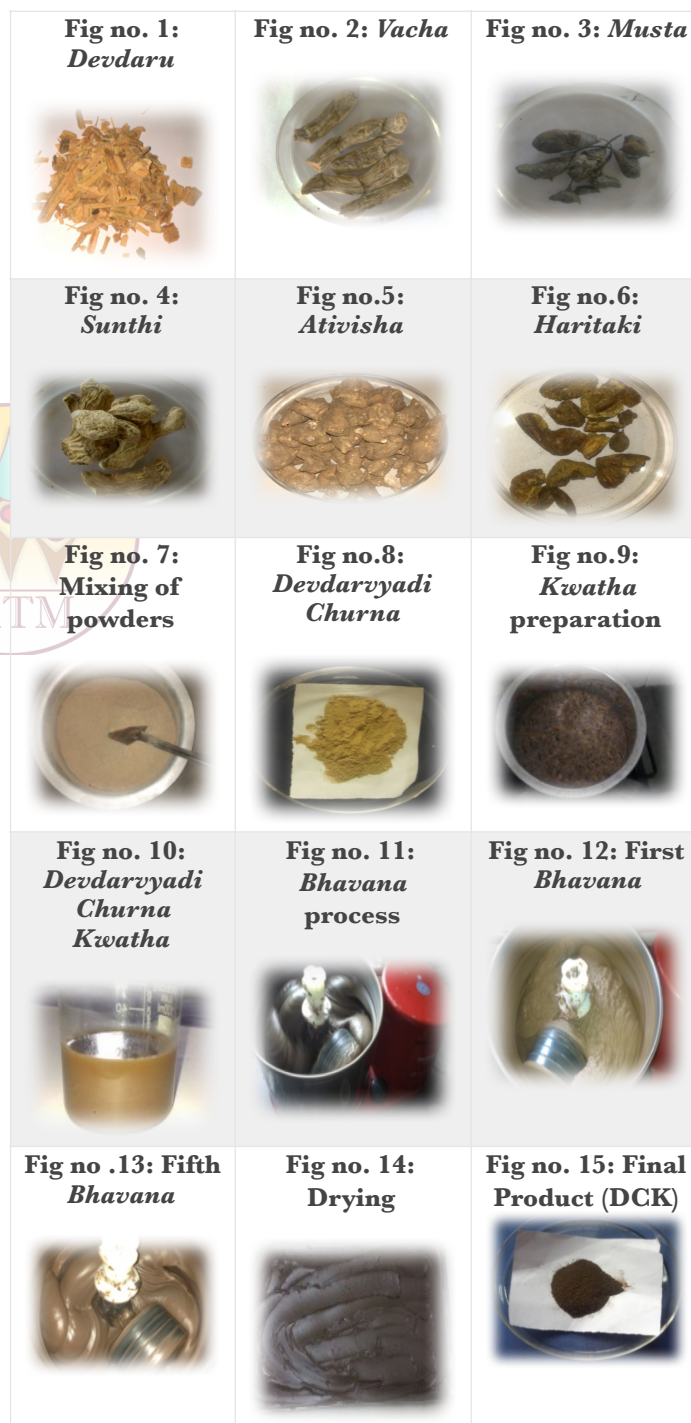 Fig no. 1:
Devdaru
Fig no. 2: Vacha
Fig no. 3: Musta
Fig no. 4:
Sunthi
Fig no.5:
Ativisha
Fig no.6:
Haritaki
Fig no. 7:
Mixing of
powders
Fig no.8:
Devdarvyadi
Churna
Fig no.9:
Kwatha
preparation
Fig no. 10:
Devdarvyadi
Churna
Kwatha
Fig no. 11:
Bhavana
process
Fig no. 12: First
Bhavana
Fig no .13: Fifth
Bhavana
Fig no. 14:
Drying
Fig no. 15: Final
Product (DCK)
TM